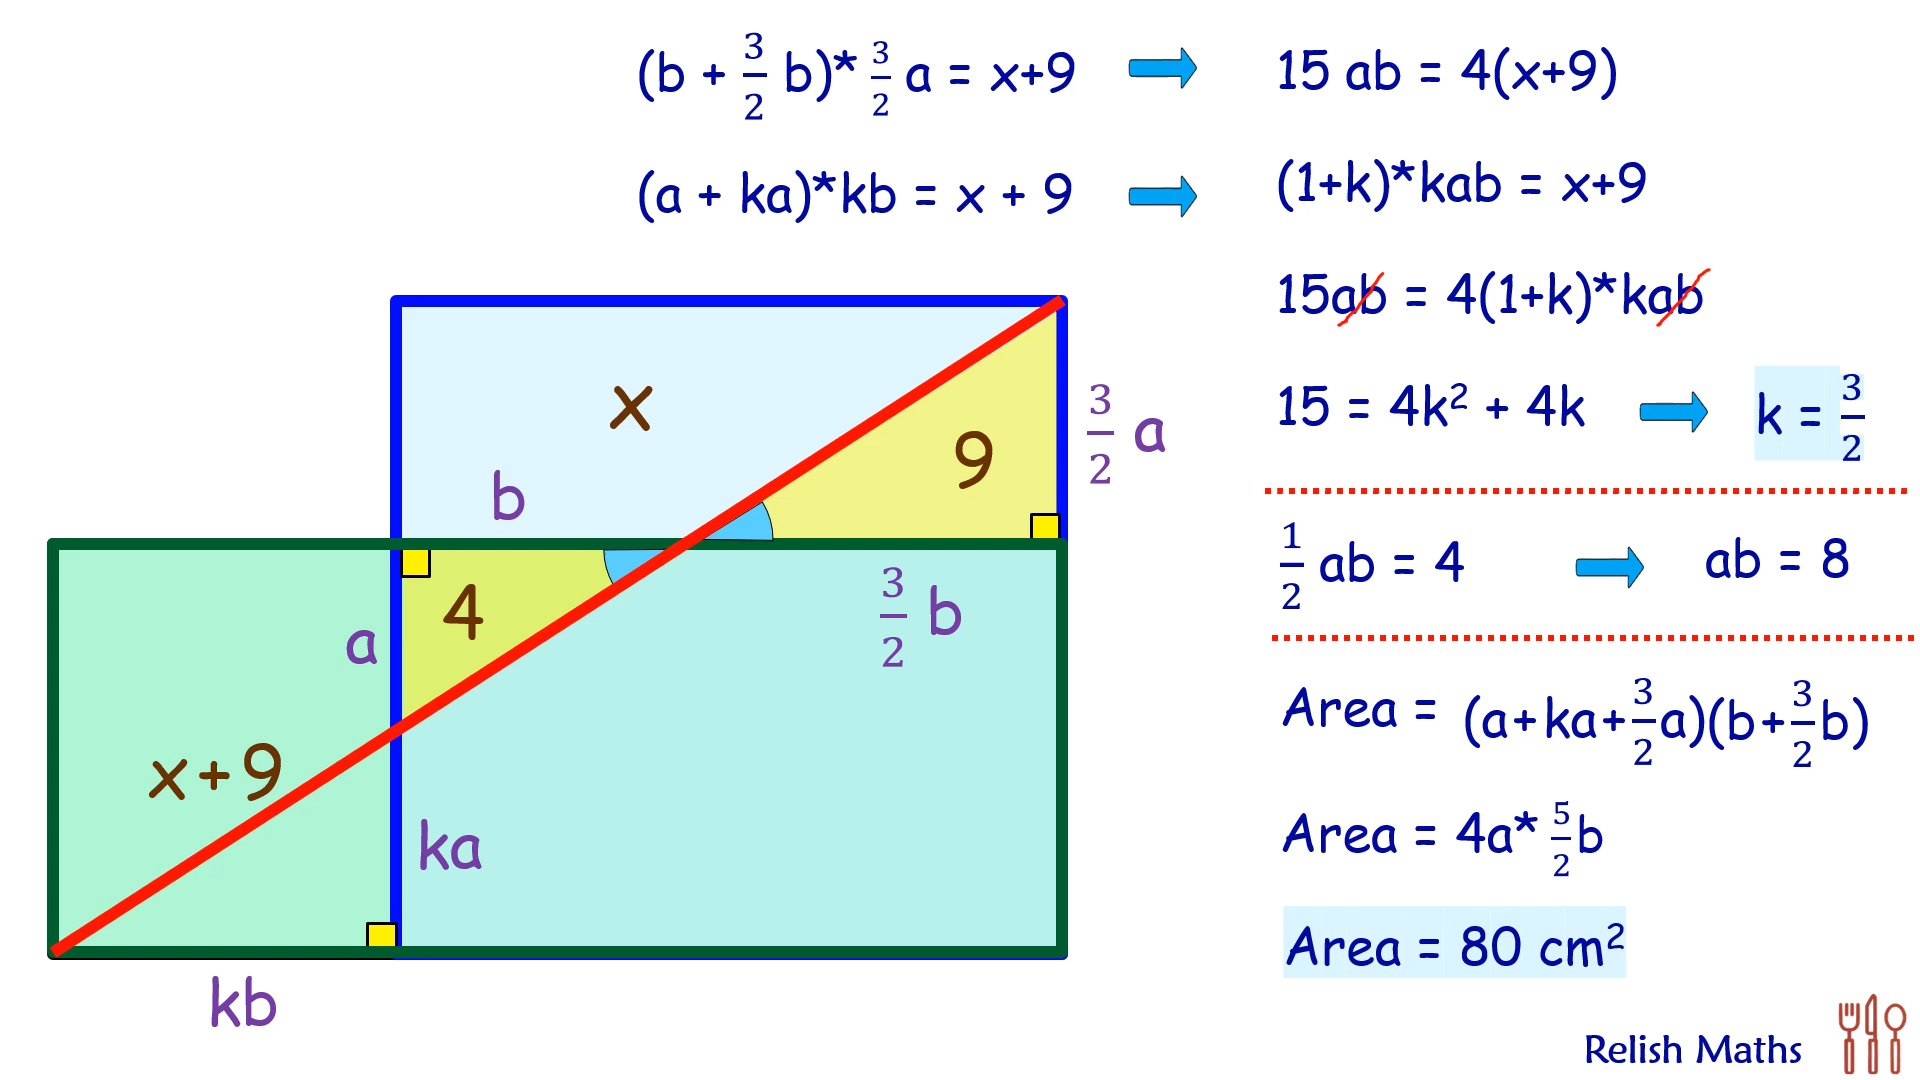 (b + 3/2 b)* 3/2 a = x+9
15 ab = 4(x+9)
(a + ka)*kb = x + 9
(1+k)*kab = x+9
15ab = 4(1+k)*kab
15 = 4k² + 4k
k = 3/2
x
9
3/2 a
b
4
3/2 b
a
x+9
ka
kb
1/2 ab = 4
ab = 8
Area = (a+ka+3/2a)(b+3/2b)
Area = 4a* 5/2b
Area = 80 cm²
Relish Maths